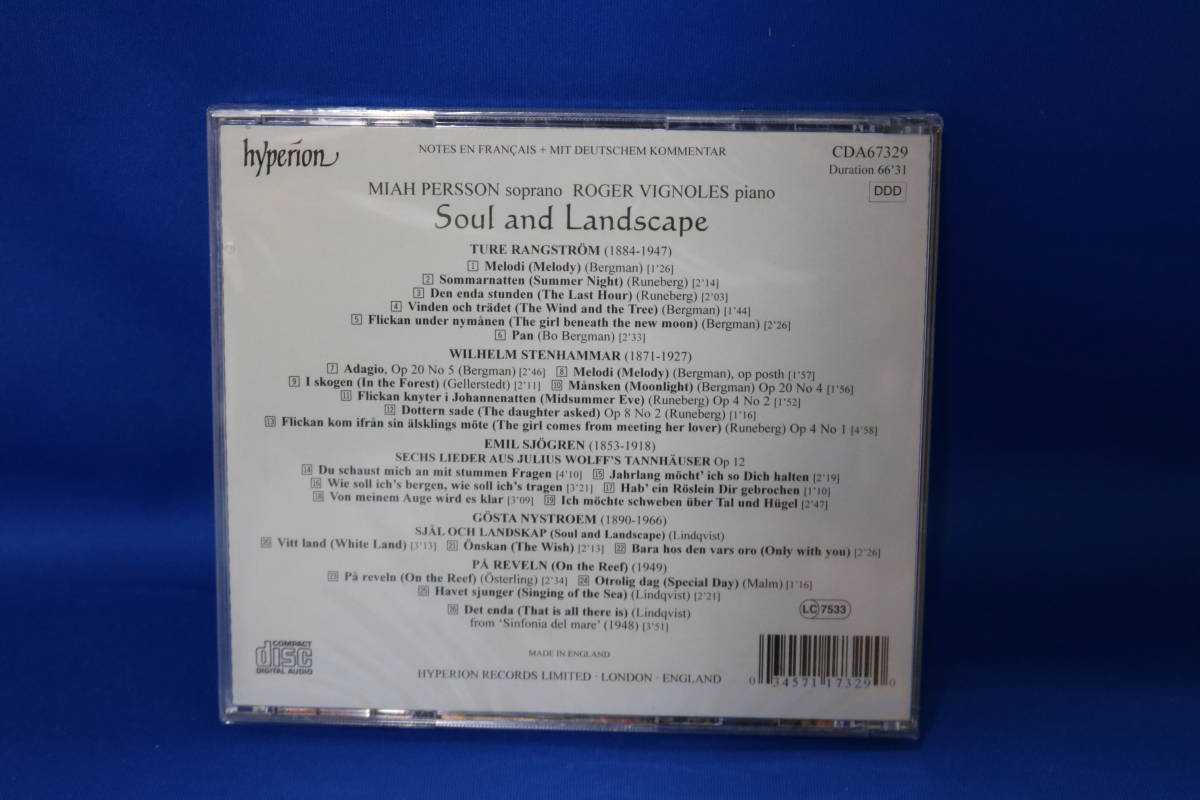 hyperion
NOTES EN FRANÇAIS + MIT DEUTSCHEM KOMMENTAR
CDA67329
Duration 66'31
DDD
MIAH PERSSON soprano ROGER VIGNOLES piano
Soul and Landscape
TURE RANGSTRÖM (1884-1947)
1 Melodi (Melody) (Bergman) [1'26]
2 Sommarnatten (Summer Night) (Runeberg) [2'14]
3 Den enda stunden (The Last Hour) (Runeberg) [2'03]
4 Vinden och trädet (The Wind and the Tree) (Bergman) [1'44]
5 Flickan under nymånen (The girl beneath the new moon) (Bergman) [2'26]
6 Pan (Bo Bergman) [2'33]
WILHELM STENHAMMAR (1871-1927)
7 Adagio, Op 20 No 5 (Bergman) [2'46] 8 Melodi (Melody) (Bergman), op posth [1'57]
9 I skogen (In the Forest) (Gellerstedt) [2'11] 10 Månsken (Moonlight) (Bergman) Op 20 No 4 [1'56]
11 Flickan knyter i Johannenatten (Midsummer Eve) (Runeberg) Op 4 No 2 [1'52]
12 Dottern sade (The daughter asked) Op 8 No 2 (Runeberg) [1'16]
13 Flickan kom ifrån sin älsklings möte (The girl comes from meeting her lover) (Runeberg) Op 4 No 1 [4'58]
EMIL SJÖGREN (1853-1918)
SECHS LIEDER AUS JULIUS WOLFF'S TANNHÄUSER Op 12
14 Du schaust mich an mit stummen Fragen [4'10] 15 Jahrlang möcht' ich so Dich halten [2'19]
16 Wie soll ich's bergen, wie soll ich's tragen [3'21] 17 Hab' ein Röslein Dir gebrochen [1'10]
18 Von meinem Auge wird es klar [3'09] 19 Ich möchte schweben über Tal und Hügel [2'47]
GÖSTA NYSTROEM (1890-1966)
SJÄL OCH LANDSKAP (Soul and Landscape) (Lindqvist)
20 Vitt land (White Land) [3'13] 21 Önskan (The Wish) [2'13] 22 Bara hos den vars oro (Only with you) [2'26]
PÅ REVELN (On the Reef) (1949)
23 På reveln (On the Reef) (Österling) [2'34] 24 Otrolig dag (Special Day) (Malm) [1'16]
25 Havet sjunger (Singing of the Sea) (Lindqvist) [2'21]
26 Det enda (That is all there is) (Lindqvist)
from 'Sinfonia del mare' (1948) [3'51]
LC 7533
COMPACT
disc
DIGITAL AUDIO
MADE IN ENGLAND
HYPERION RECORDS LIMITED · LONDON · ENGLAND
0 34571 17329 0